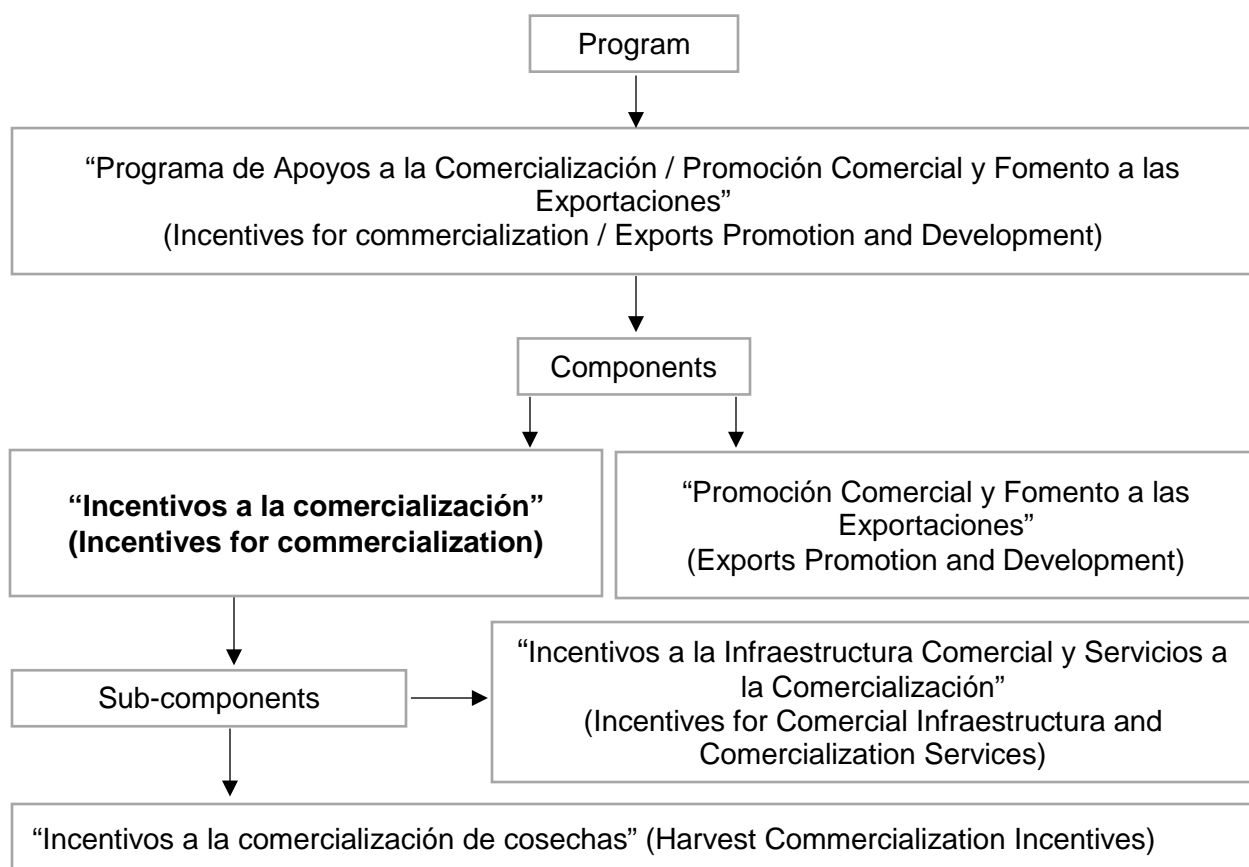 Program
“Programa de Apoyos a la Comercialización / Promoción Comercial y Fomento a las
Exportaciones”
(Incentives for commercialization / Exports Promotion and Development)
Components
“Incentivos a la comercialización”
(Incentives for commercialization)
“Promoción Comercial y Fomento a las
Exportaciones”
(Exports Promotion and Development)
Sub-components
“Incentivos a la Infraestructura Comercial y Servicios a
la Comercialización”
(Incentives for Comercial Infraestructura and
Comercialization Services)
“Incentivos a la comercialización de cosechas” (Harvest Commercialization Incentives)